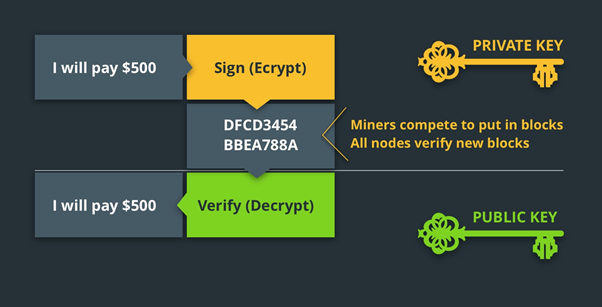 I will pay $500
Sign (Ecrypt)
PRIVATE KEY
DFCD3454
BBEA788A
Miners compete to put in blocks
All nodes verify new blocks
I will pay $500
Verify (Decrypt)
PUBLIC KEY